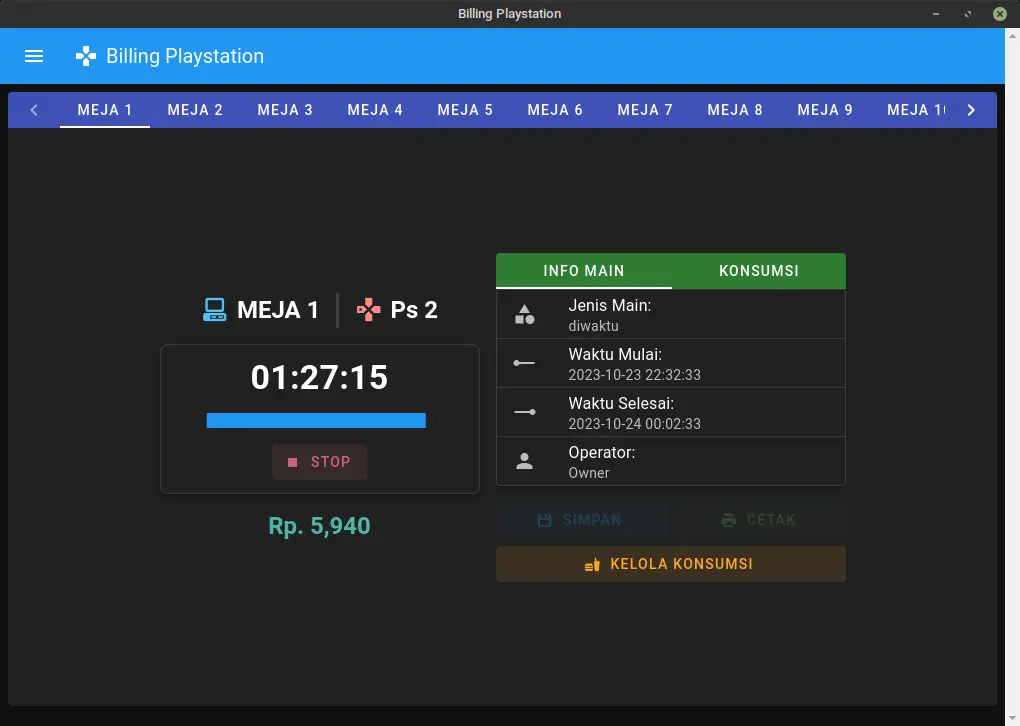 Billing Playstation
Billing Playstation
MEJA 1 MEJA 2 MEJA 3 MEJA 4 MEJA 5 MEJA 6 MEJA 7 MEJA 8 MEJA 9 MEJA 10
MEJA 1 Ps 2
01:27:15
STOP
Rp. 5,940
INFO MAIN KONSUMSI
Jenis Main:
diwaktu
Waktu Mulai:
2023-10-23 22:32:33
Waktu Selesai:
2023-10-24 00:02:33
Operator:
Owner
SIMPAN CETAK
KELOLA KONSUMSI